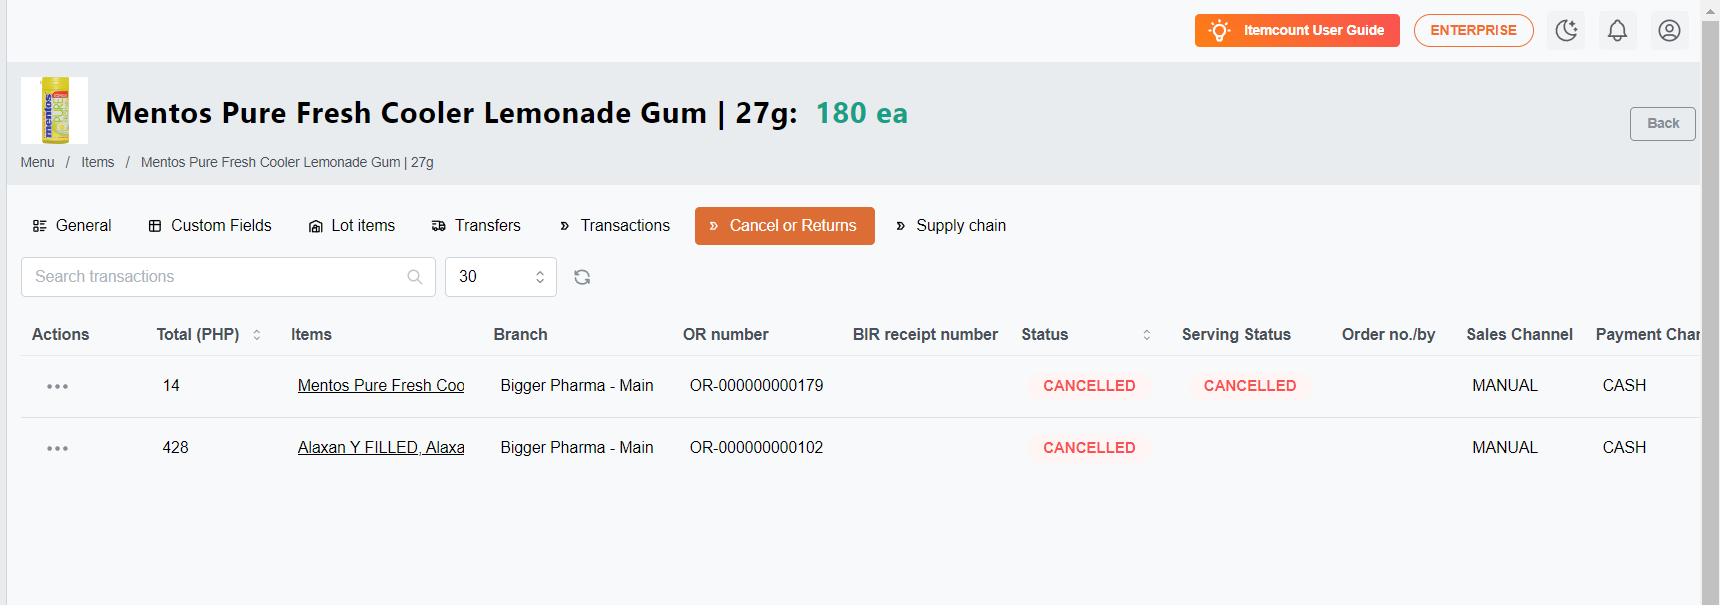 Itemcount User Guide
ENTERPRISE
mentos
PURE
Mentos Pure Fresh Cooler Lemonade Gum | 27g: 180 ea
Back
Menu / Items / Mentos Pure Fresh Cooler Lemonade Gum | 27g
General Custom Fields Lot items Transfers Transactions Cancel or Returns Supply chain
Search transactions 30
Actions Total (PHP) Items Branch OR number BIR receipt number Status Serving Status Order no./by Sales Channel Payment Char
14 Mentos Pure Fresh Coo Bigger Pharma - Main OR-000000000179 CANCELLED CANCELLED MANUAL CASH
428 Alaxan Y FILLED, Alaxa Bigger Pharma - Main OR-000000000102 CANCELLED MANUAL CASH